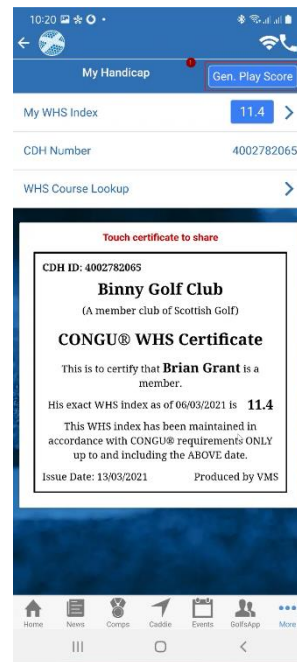 10:20
My Handicap
1
Gen. Play Score
My WHS Index
11.4
CDH Number
4002782065
WHS Course Lookup
Touch certificate to share
CDH ID: 4002782065
Binny Golf Club
(A member club of Scottish Golf)
CONGU® WHS Certificate
This is to certify that Brian Grant is a
member.
His exact WHS index as of 06/03/2021 is 11.4
This WHS index has been maintained in
accordance with CONGU® requirements ONLY
up to and including the ABOVE date.
Issue Date: 13/03/2021 Produced by VMS
Home News Comps Caddie Events GolfsApp More